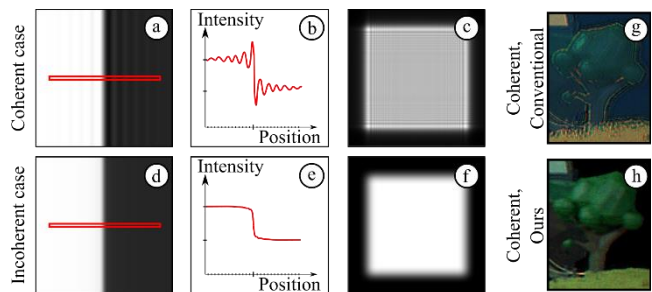 Coherent case
a
Intensity
b
Position
c
Coherent,
Conventional
g
Incoherent case
d
Intensity
e
Position
f
Coherent,
Ours
h